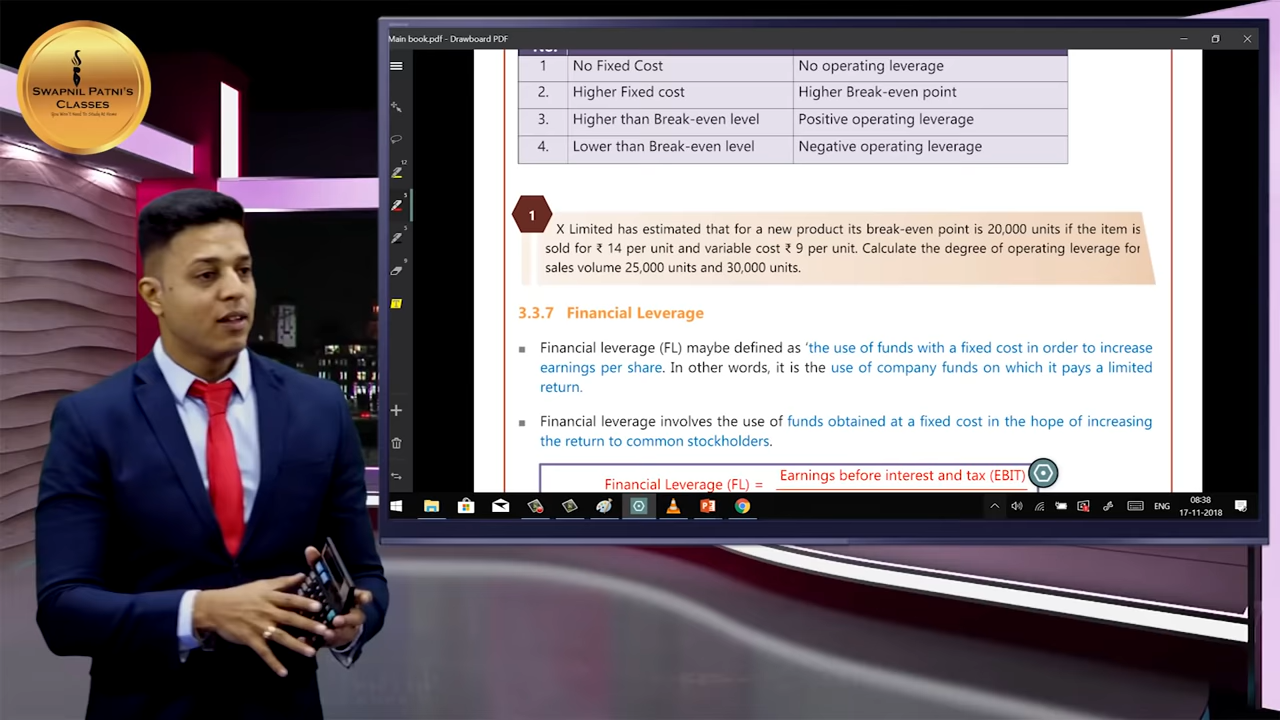 SWAPNIL PATNI'S
CLASSES
Main book.pdf - Drawboard PDF
1 No Fixed Cost No operating leverage
2. Higher Fixed cost Higher Break-even point
3. Higher than Break-even level Positive operating leverage
4. Lower than Break-even level Negative operating leverage
1
X Limited has estimated that for a new product its break-even point is 20,000 units if the item is
sold for ₹ 14 per unit and variable cost ₹ 9 per unit. Calculate the degree of operating leverage for
sales volume 25,000 units and 30,000 units.
3.3.7 Financial Leverage
■ Financial leverage (FL) maybe defined as 'the use of funds with a fixed cost in order to increase
earnings per share. In other words, it is the use of company funds on which it pays a limited
return.
■ Financial leverage involves the use of funds obtained at a fixed cost in the hope of increasing
the return to common stockholders.
Financial Leverage (FL) = Earnings before interest and tax (EBIT)
ENG
08:38
17-11-2018